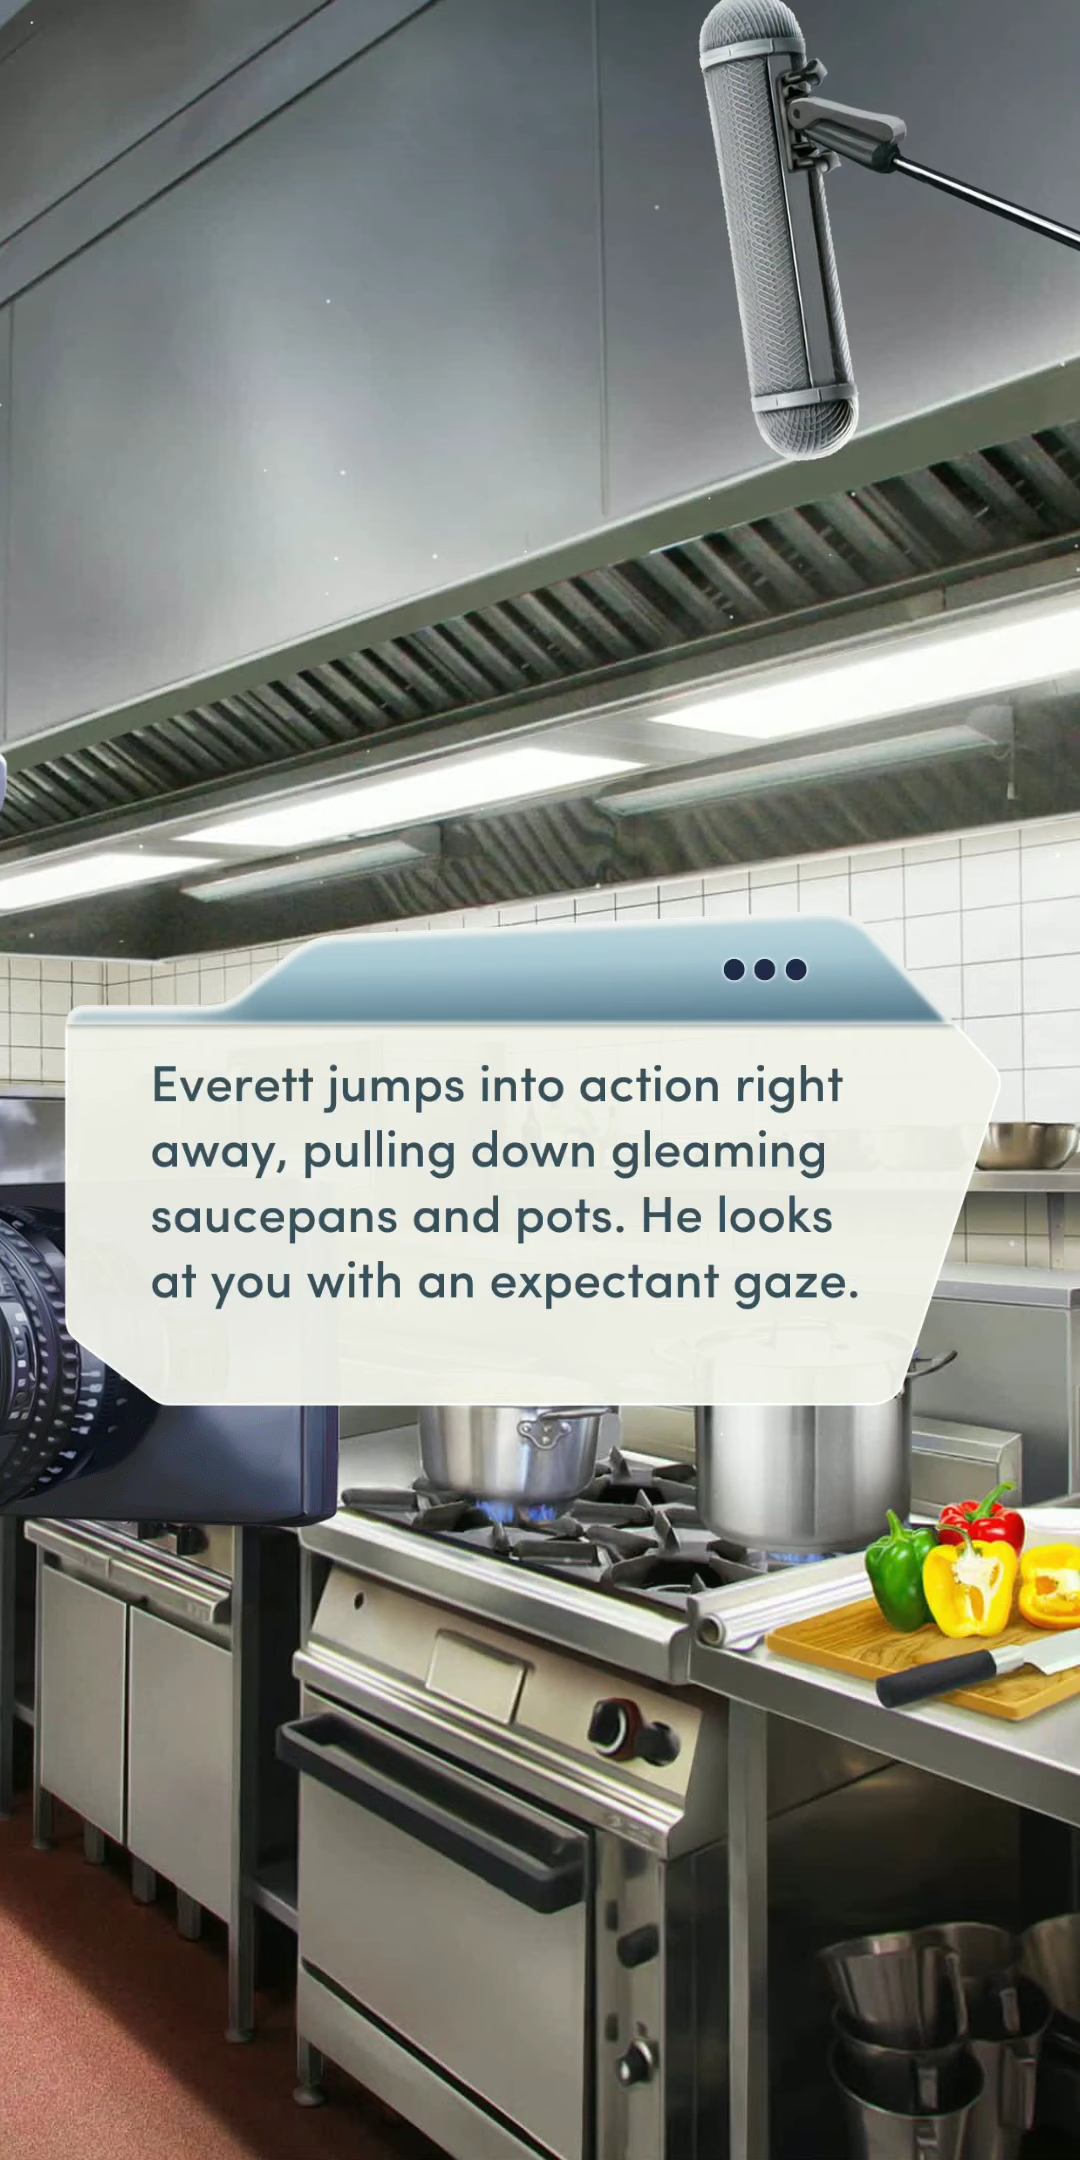 Everett jumps into action right
away, pulling down gleaming
saucepans and pots. He looks
at you with an expectant gaze.